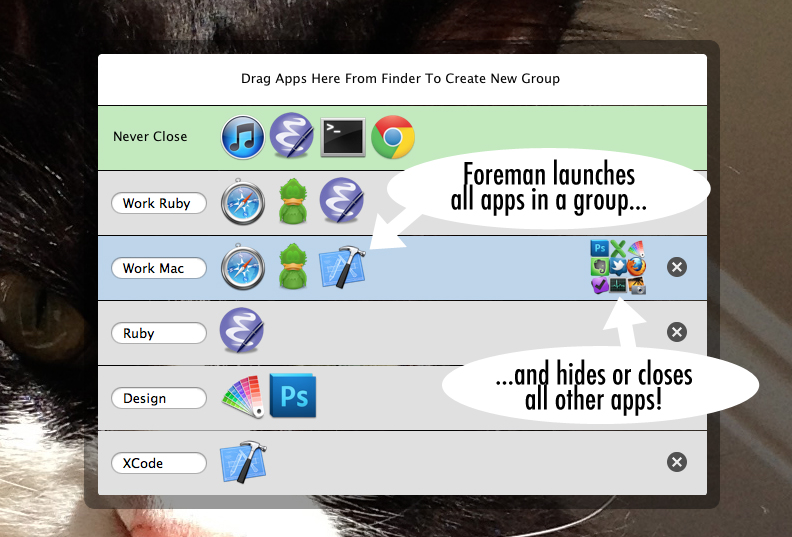 Drag Apps Here From Finder To Create New Group
Never Close
>_
Foreman launches
all apps in a group...
Work Ruby
Work Mac
Ps
Ruby
...and hides or closes
all other apps!
Design
Ps
XCode